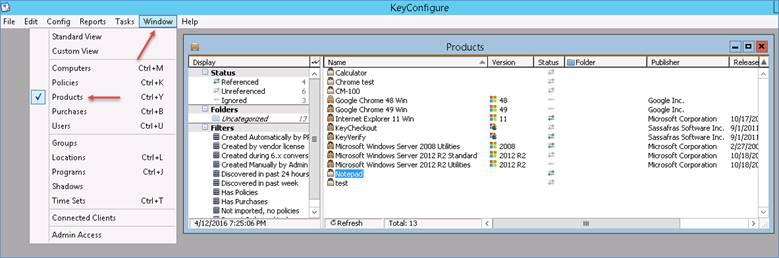 KeyConfigure
File Edit Config Reports Tasks Window Help
Standard View
Custom View
Computers Ctrl+M
Policies Ctrl+K
Products Ctrl+Y
Purchases Ctrl+B
Users Ctrl+U
Groups
Locations Ctrl+L
Programs Ctrl+J
Shadows
Time Sets Ctrl+T
Connected Clients
Admin Access
Products
Display Name Version Status Folder Publisher Release
Status
Referenced 4
Unreferenced 6
Ignored 3
Folders
Uncategorized 13
Filters
Created Automatically by PR
Created by vendor license
Created during 6.x convers
Created Manually by Admin
Discovered in past 24 hours
Discovered in past week
Has Policies
Has Purchases
Not imported, no policies
Calculator
Chrome test
CM-100
Google Chrome 48 Win 48 Google Inc.
Google Chrome 49 Win 49 Google Inc.
Internet Explorer 11 Win 11 Microsoft Corporation 10/17/20
KeyCheckout Sassafras Software Inc. 9/1/2011
KeyVerify Sassafras Software Inc. 9/1/2011
Microsoft Windows Server 2008 Utilities 2008 Microsoft Corporation 2/27/200
Microsoft Windows Server 2012 R2 Standard 2012 R2 Microsoft Corporation 10/18/20
Microsoft Windows Server 2012 R2 Utilities 2012 R2 Microsoft Corporation 10/18/20
Notepad
test
4/12/2016 7:25:06 PM Refresh Total: 13